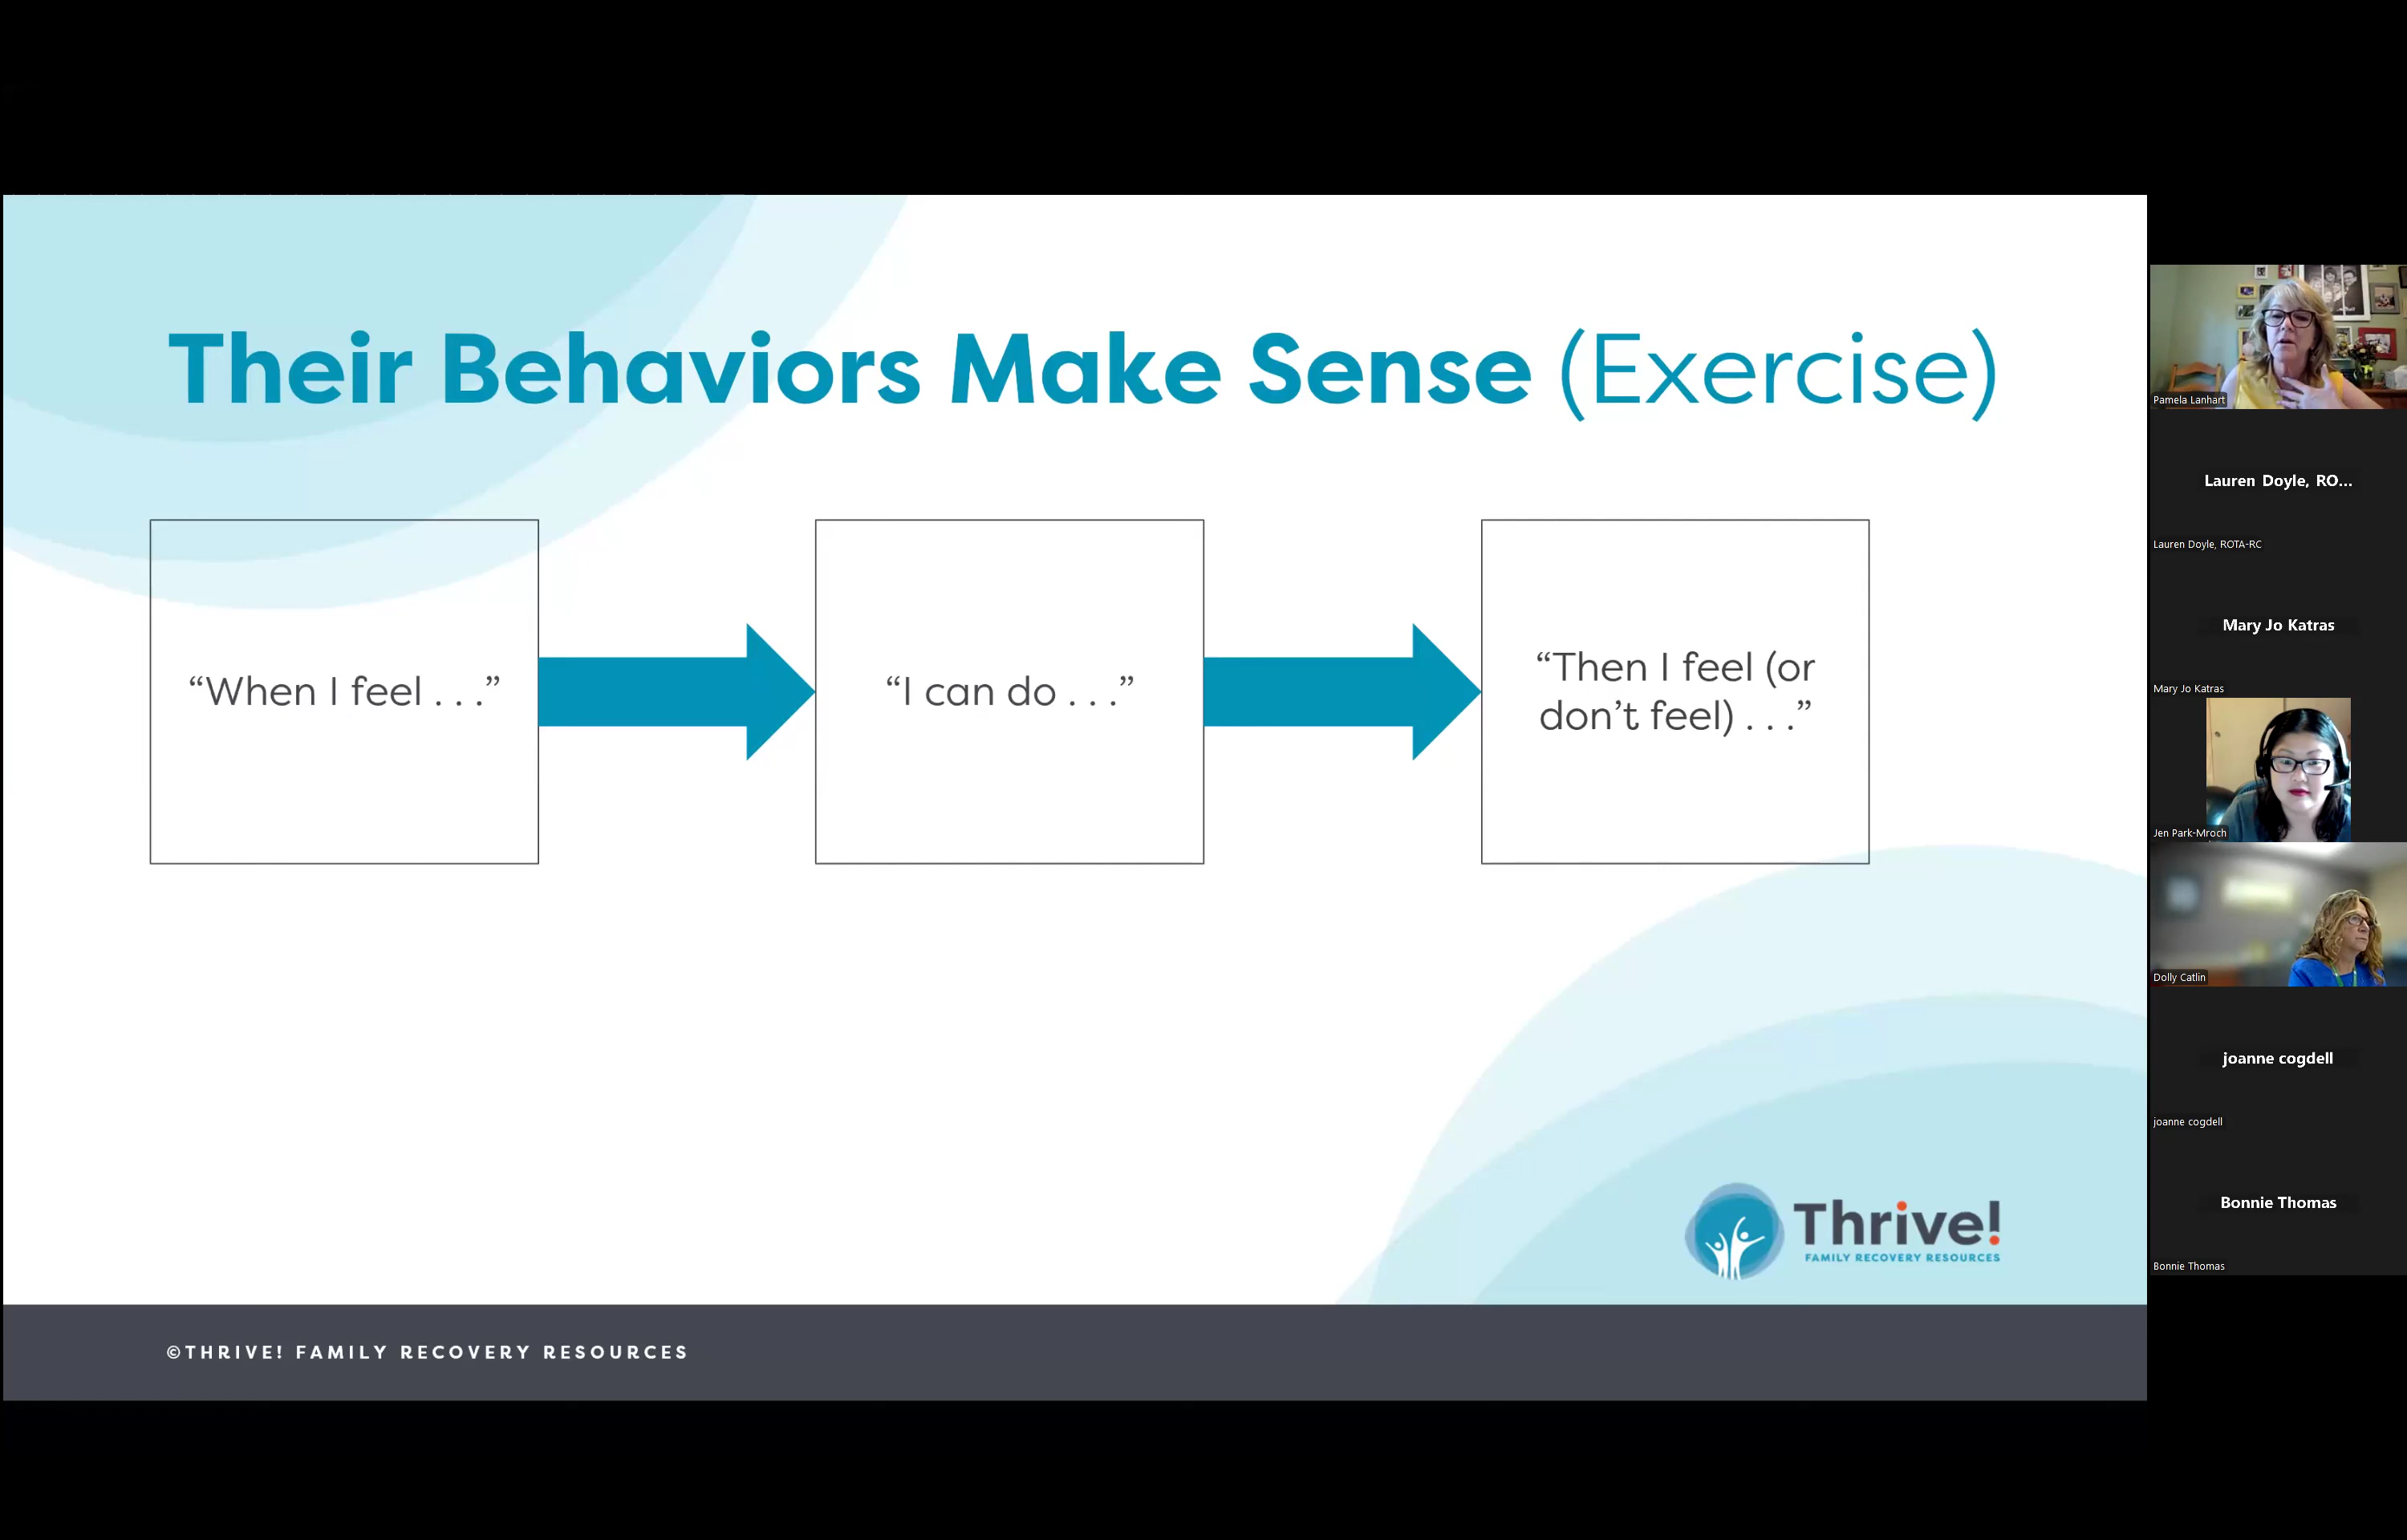 Their Behaviors Make Sense (Exercise)
“When I feel . . .”
“I can do . . .”
“Then I feel (or
don’t feel) . . .”
Thrive!
FAMILY RECOVERY RESOURCES
©THRIVE! FAMILY RECOVERY RESOURCES
Pamela Lanhart
Lauren Doyle, RO...
Lauren Doyle, ROTA-RC
Mary Jo Katras
Mary Jo Katras
Jen Park-Mroch
Dolly Catlin
joanne cogdell
joanne cogdell
Bonnie Thomas
Bonnie Thomas